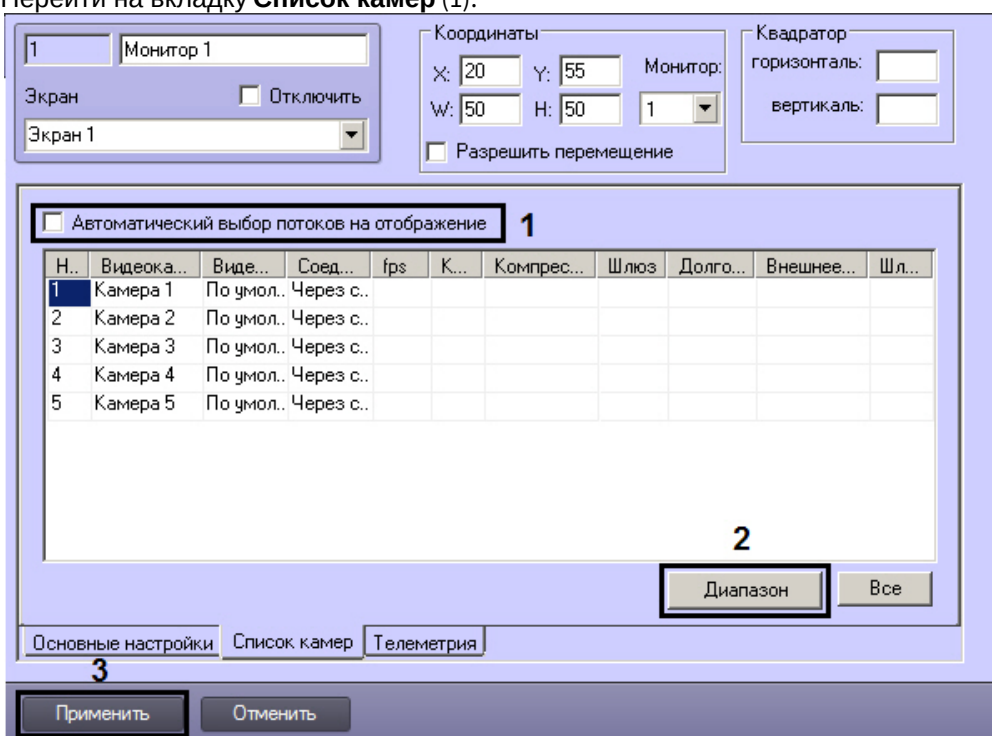 Перейти на вкладку Список камер (1).
1 Монитор 1
Экран Отключить
Экран 1
Координаты
X: 20 Y: 55 Монитор:
W: 50 H: 50 1
Разрешить перемещение
Квадратор
горизонталь:
вертикаль:
Автоматический выбор потоков на отображение 1
Н.. Видеока... Виде... Соед... fps К... Компрес... Шлюз Долго... Внешнее... Шл...
1 Камера 1 По умол.. Через с..
2 Камера 2 По умол.. Через с..
3 Камера 3 По умол.. Через с..
4 Камера 4 По умол.. Через с..
5 Камера 5 По умол.. Через с..
2
Диапазон Все
Основные настройки Список камер Телеметрия
3
Применить Отменить